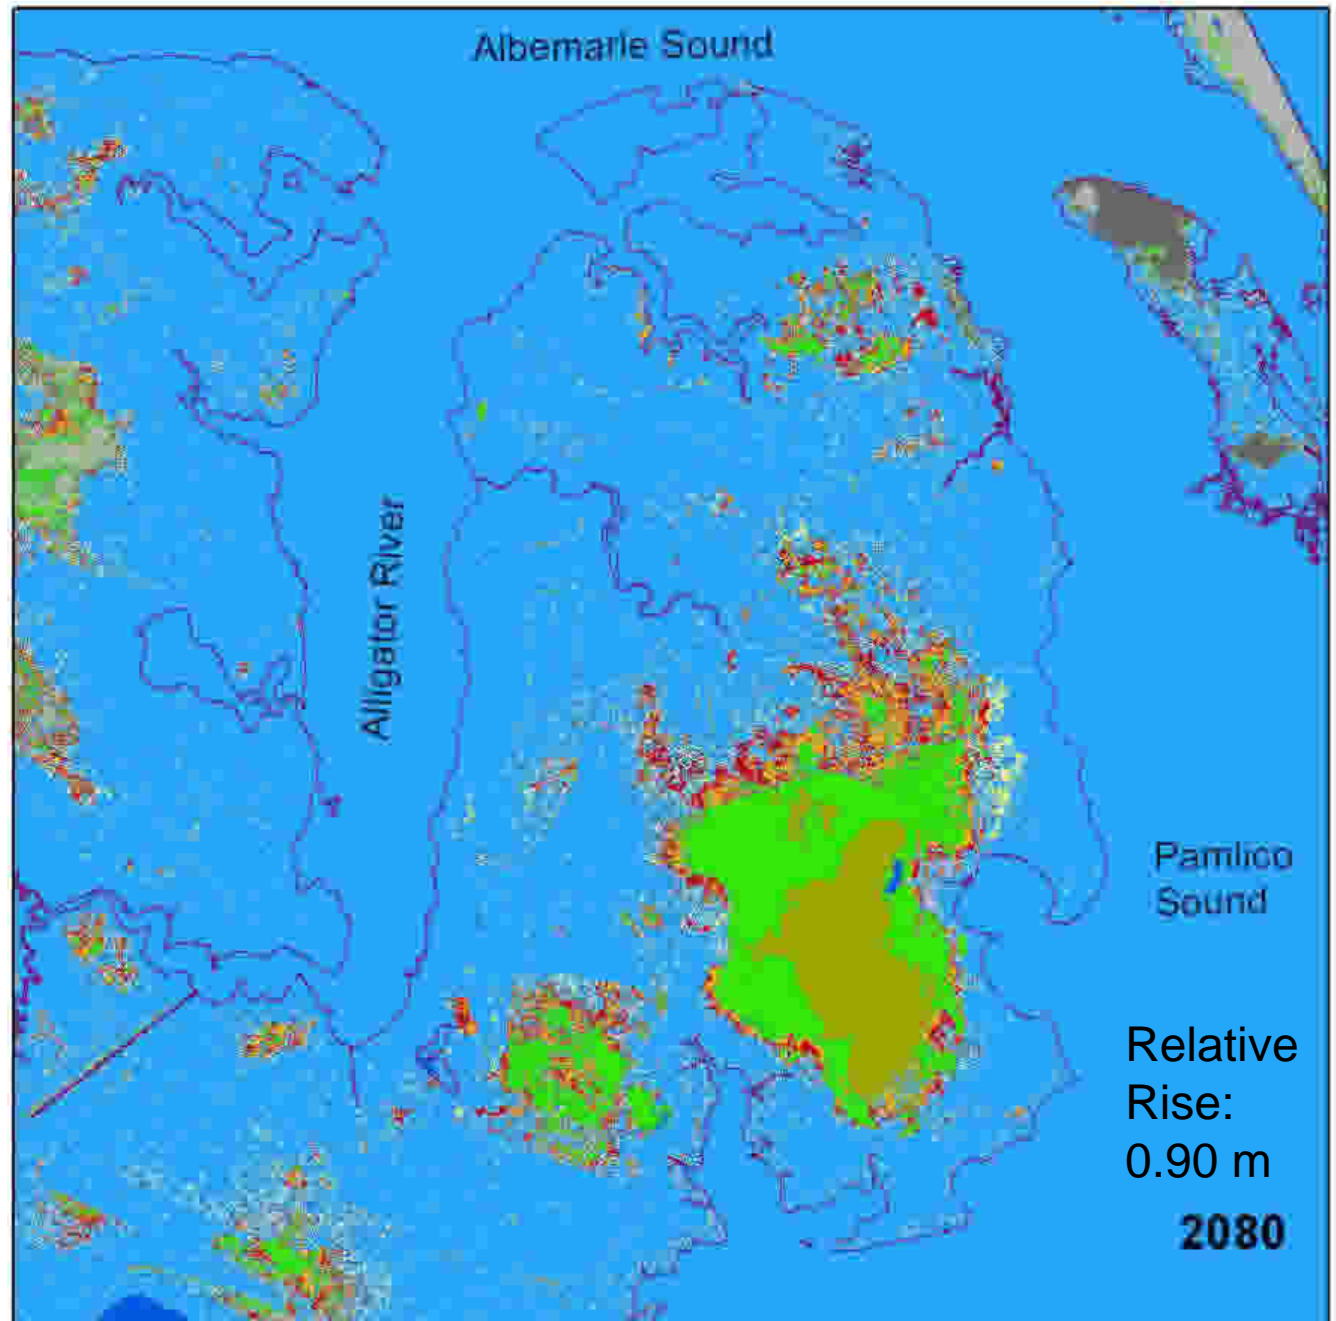 Albemarle Sound
Alligator River
Pamlico
Sound
Relative
Rise:
0.90 m
2080